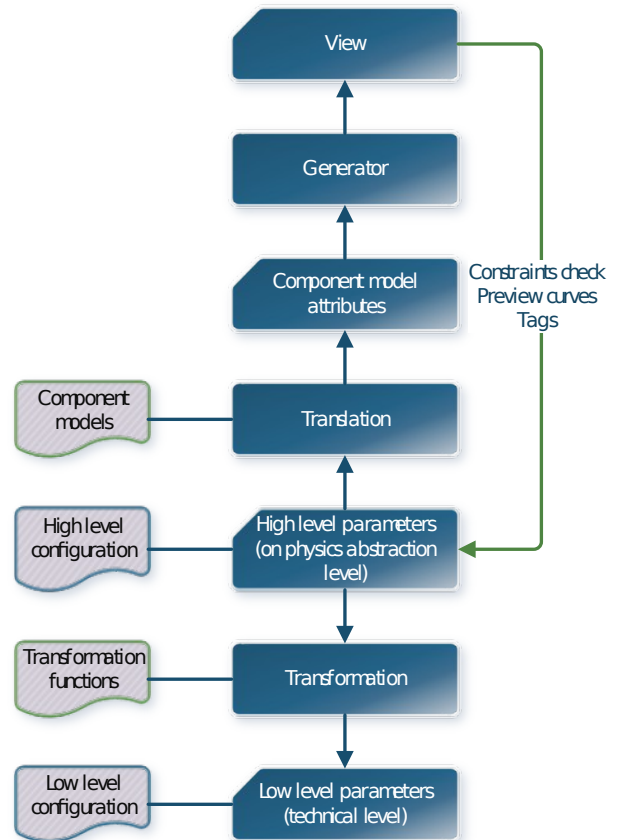 View
Generator
Component model
attributes
Constraints check
Preview curves
Tags
Component
models
Translation
High level
configuration
High level parameters
(on physics abstraction
level)
Transformation
functions
Transformation
Low level
configuration
Low level parameters
(technical level)